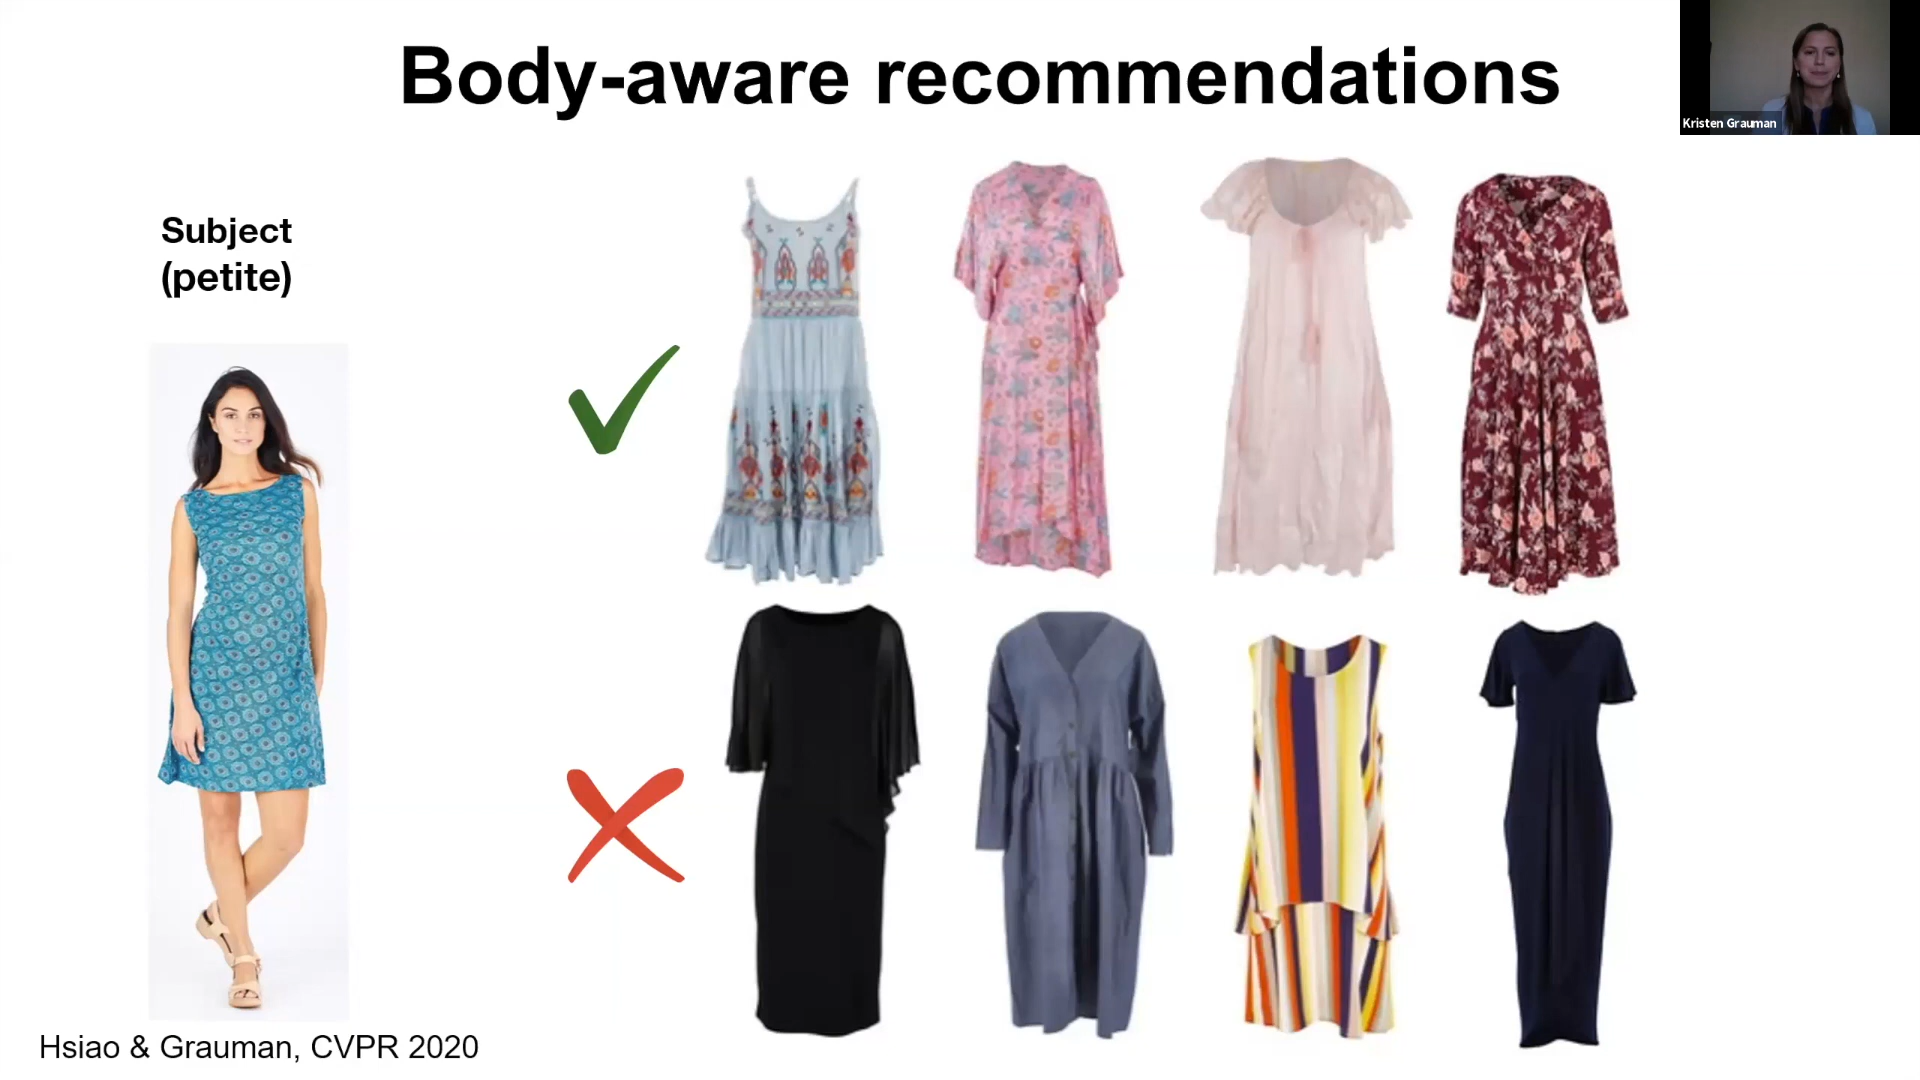 Body-aware recommendations
Kristen Grauman
Subject
(petite)
Hsiao & Grauman, CVPR 2020